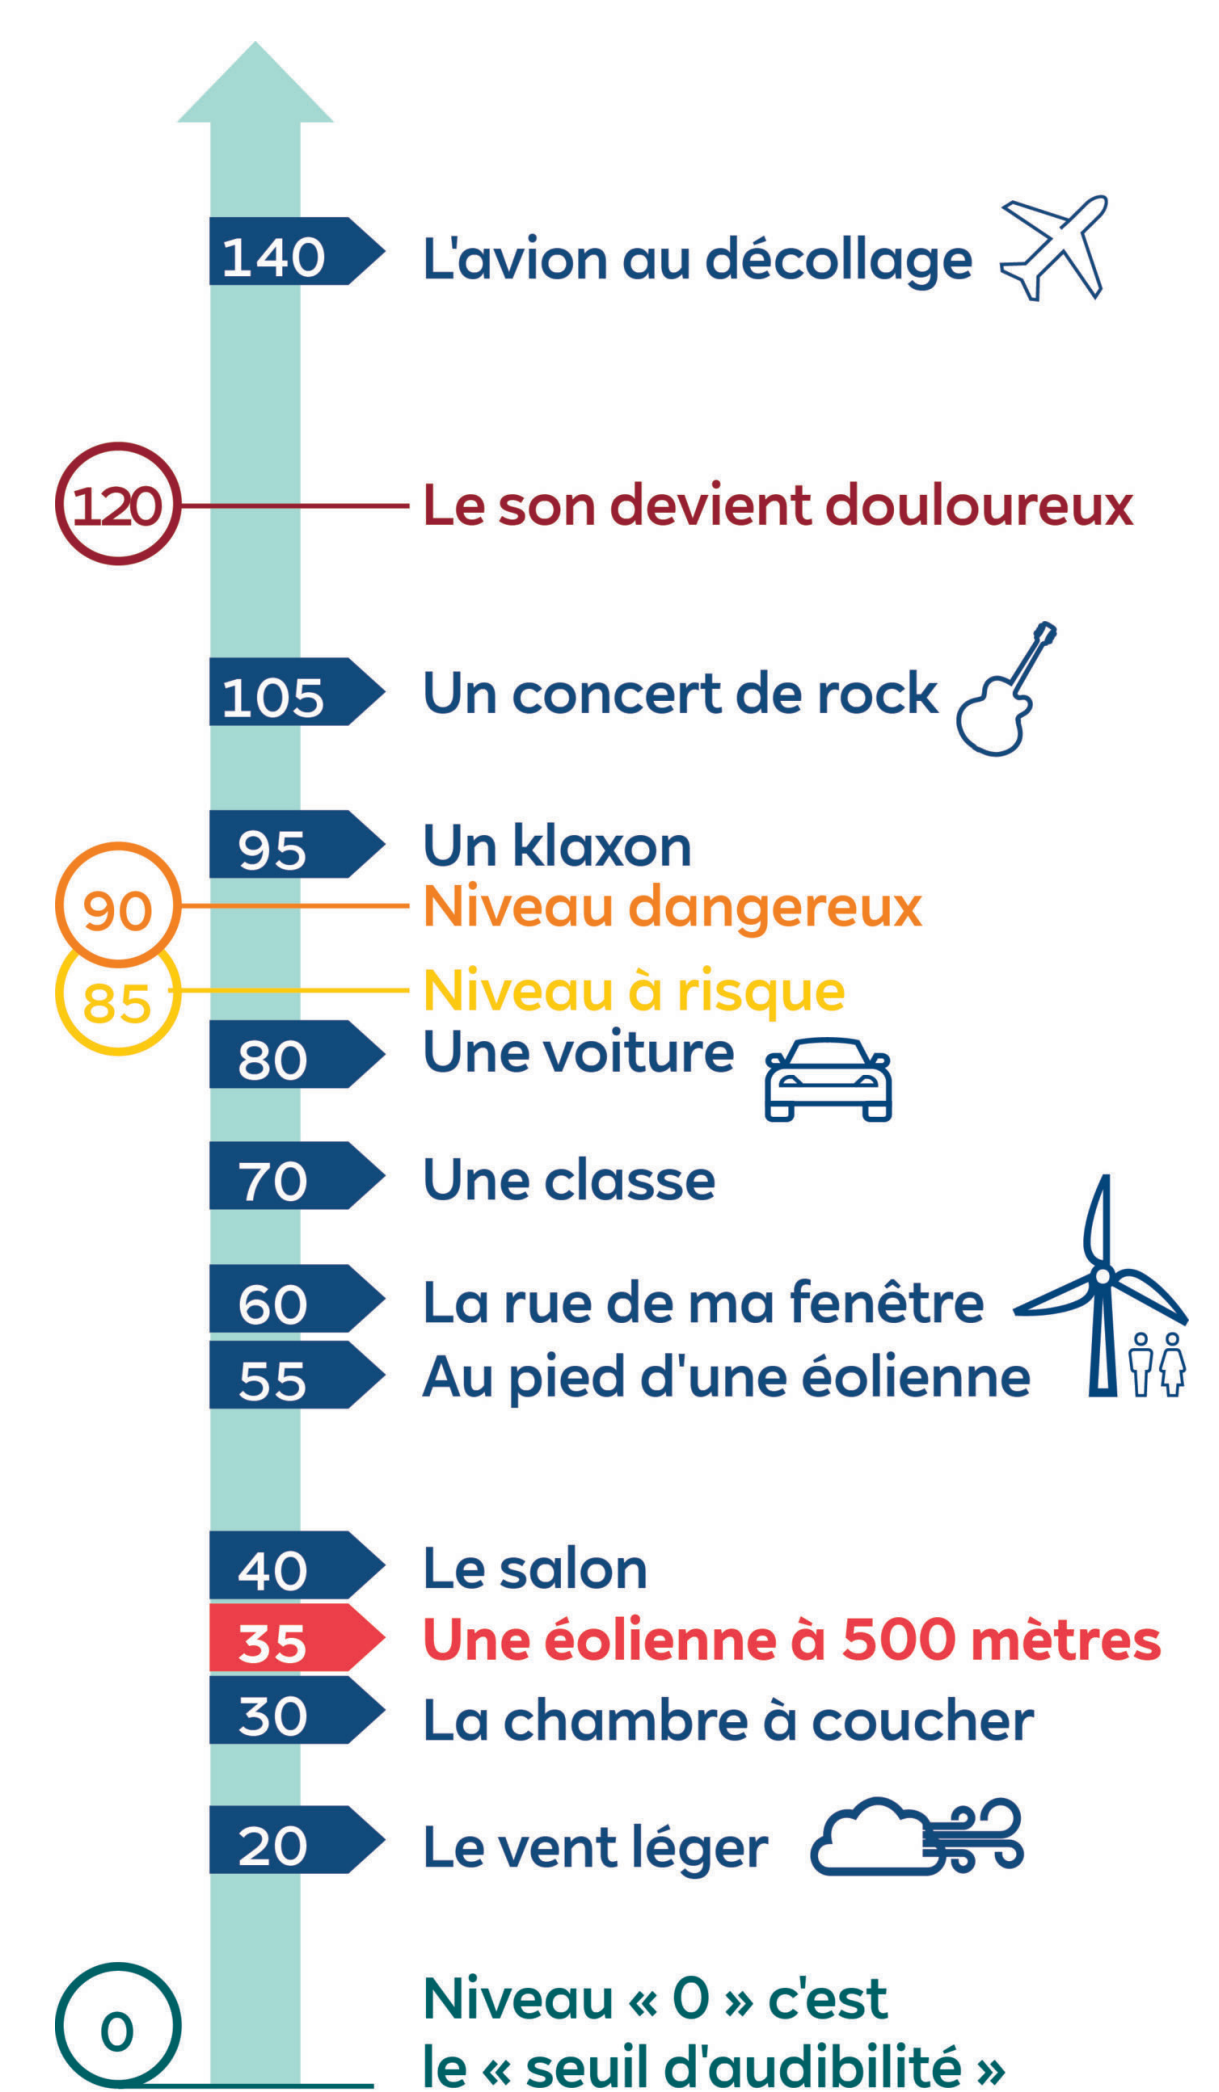 140 L'avion au décollage
120 Le son devient douloureux
105 Un concert de rock
95 Un klaxon
90 Niveau dangereux
85 Niveau à risque
80 Une voiture
70 Une classe
60 La rue de ma fenêtre
55 Au pied d'une éolienne
40 Le salon
35 Une éolienne à 500 mètres
30 La chambre à coucher
20 Le vent léger
0 Niveau « 0 » c'est
le « seuil d'audibilité »